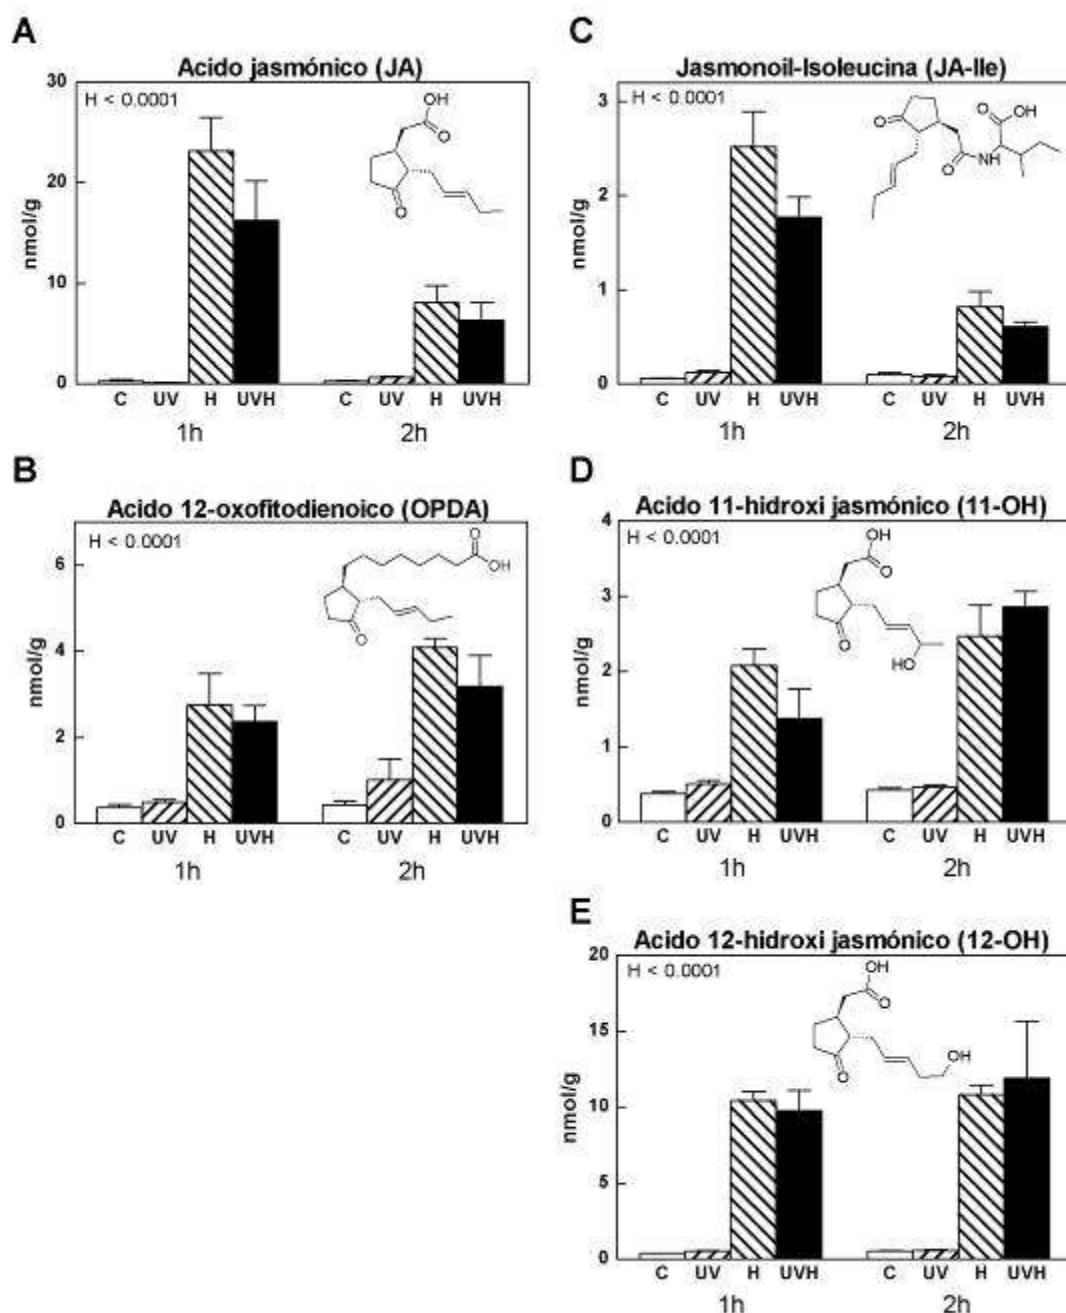 A
Acido jasmónico (JA)
H < 0.0001
30
20
10
0
nmol/g
OH
O
O
C UV H UVH C UV H UVH
1h 2h
B
Acido 12-oxofitodienoico (OPDA)
H < 0.0001
6
4
2
0
nmol/g
O
OH
O
C UV H UVH C UV H UVH
1h 2h
C
Jasmonoil-Isoleucina (JA-Ile)
H < 0.0001
3
2
1
0
nmol/g
O
O
OH
O
NH
C UV H UVH C UV H UVH
1h 2h
D
Acido 11-hidroxi jasmónico (11-OH)
H < 0.0001
4
3
2
1
0
nmol/g
OH
O
O
HO
C UV H UVH C UV H UVH
1h 2h
E
Acido 12-hidroxi jasmónico (12-OH)
H < 0.0001
20
15
10
5
0
nmol/g
OH
O
OH
O
C UV H UVH C UV H UVH
1h 2h